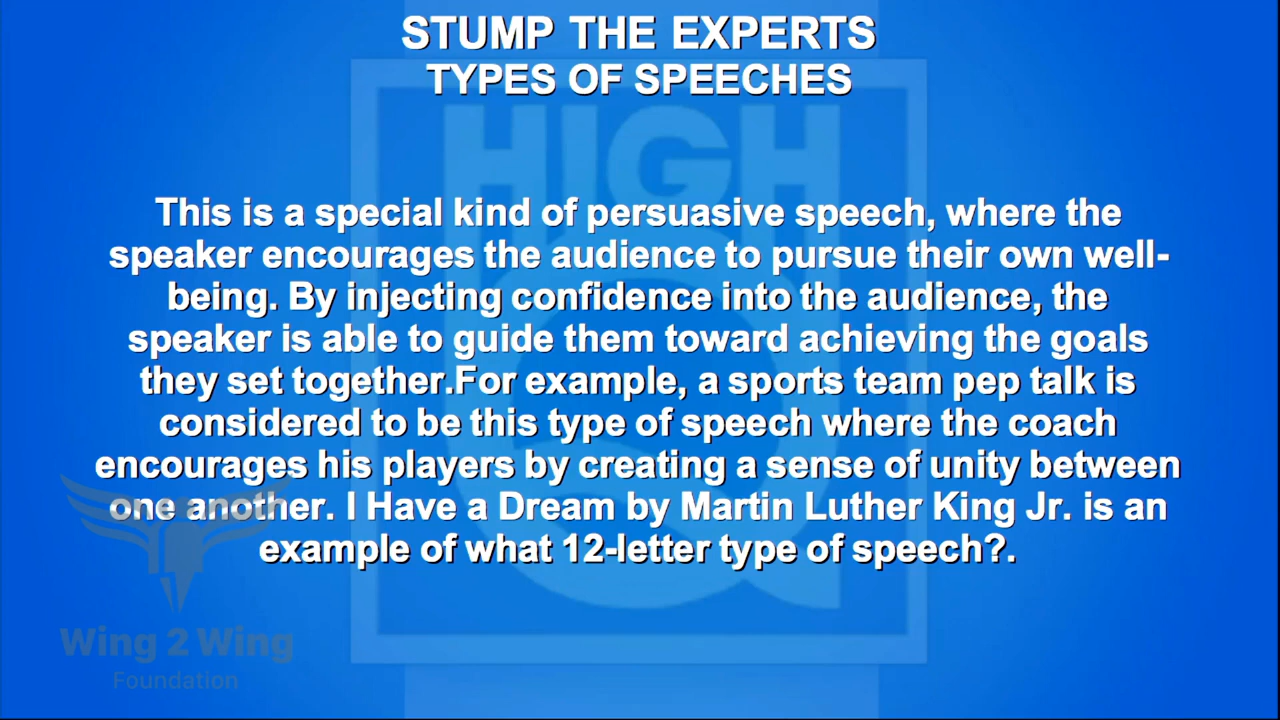 STUMP THE EXPERTS
TYPES OF SPEECHES
HIGH
Q
This is a special kind of persuasive speech, where the
speaker encourages the audience to pursue their own well-
being. By injecting confidence into the audience, the
speaker is able to guide them toward achieving the goals
they set together.For example, a sports team pep talk is
considered to be this type of speech where the coach
encourages his players by creating a sense of unity between
one another. I Have a Dream by Martin Luther King Jr. is an
example of what 12-letter type of speech?.
Wing 2 Wing
Foundation